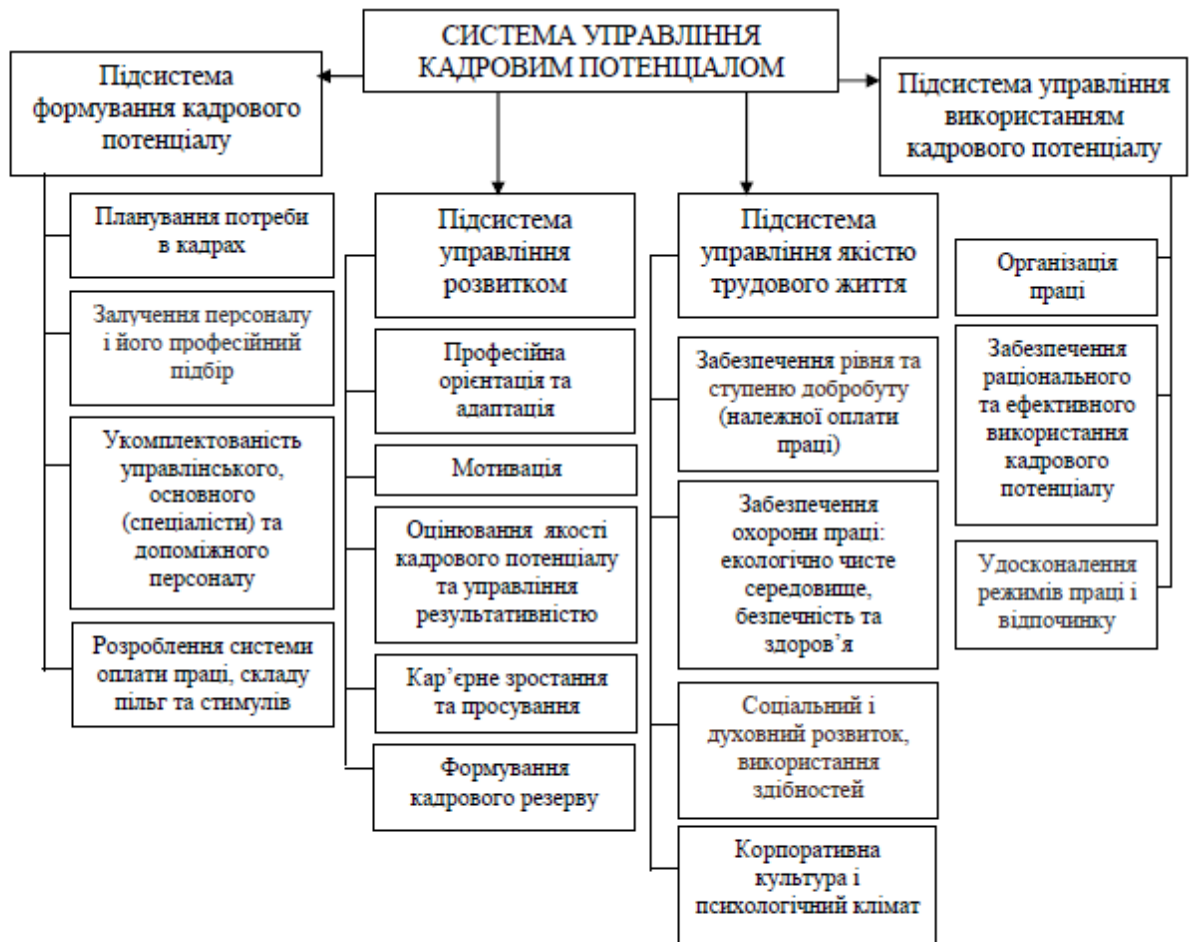 СИСТЕМА УПРАВЛІННЯ
КАДРОВИМ ПОТЕНЦІАЛОМ
Підсистема
формування кадрового
потенціалу
Планування потреби
в кадрах
Залучення персоналу
і його професійний
підбір
Укомплектованість
управлінського,
основного
(спеціалісти) та
допоміжного
персоналу
Розроблення системи
оплати праці, складу
пільг та стимулів
Підсистема
управління
розвитком
Професійна
орієнтація та
адаптація
Мотивація
Оцінювання якості
кадрового потенціалу
та управління
результативністю
Кар’єрне зростання
та просування
Формування
кадрового резерву
Підсистема
управління якістю
трудового життя
Забезпечення рівня та
ступеню добробуту
(належної оплати
праці)
Забезпечення
охорони праці:
екологічно чисте
середовище,
безпечність та
здоров’я
Соціальний і
духовний розвиток,
використання
здібностей
Корпоративна
культура і
психологічний клімат
Підсистема управління
використанням
кадрового потенціалу
Організація
праці
Забезпечення
раціонального
та ефективного
використання
кадрового
потенціалу
Удосконалення
режимів праці і
відпочинку